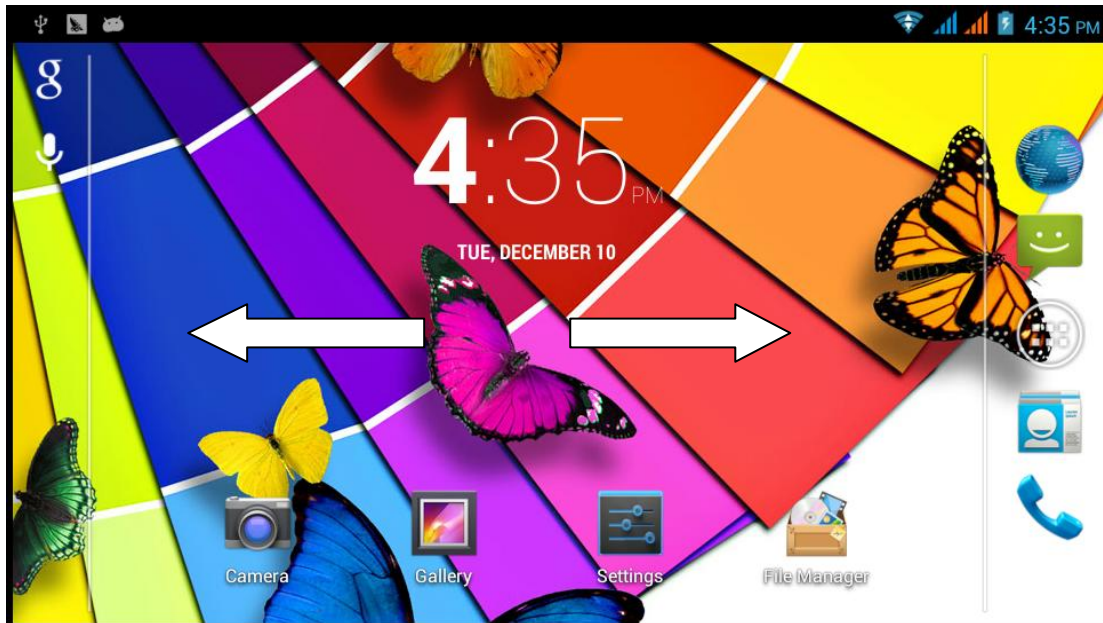 4:35 PM
g
4:35 PM
TUE, DECEMBER 10
Camera
Gallery
Settings
File Manager